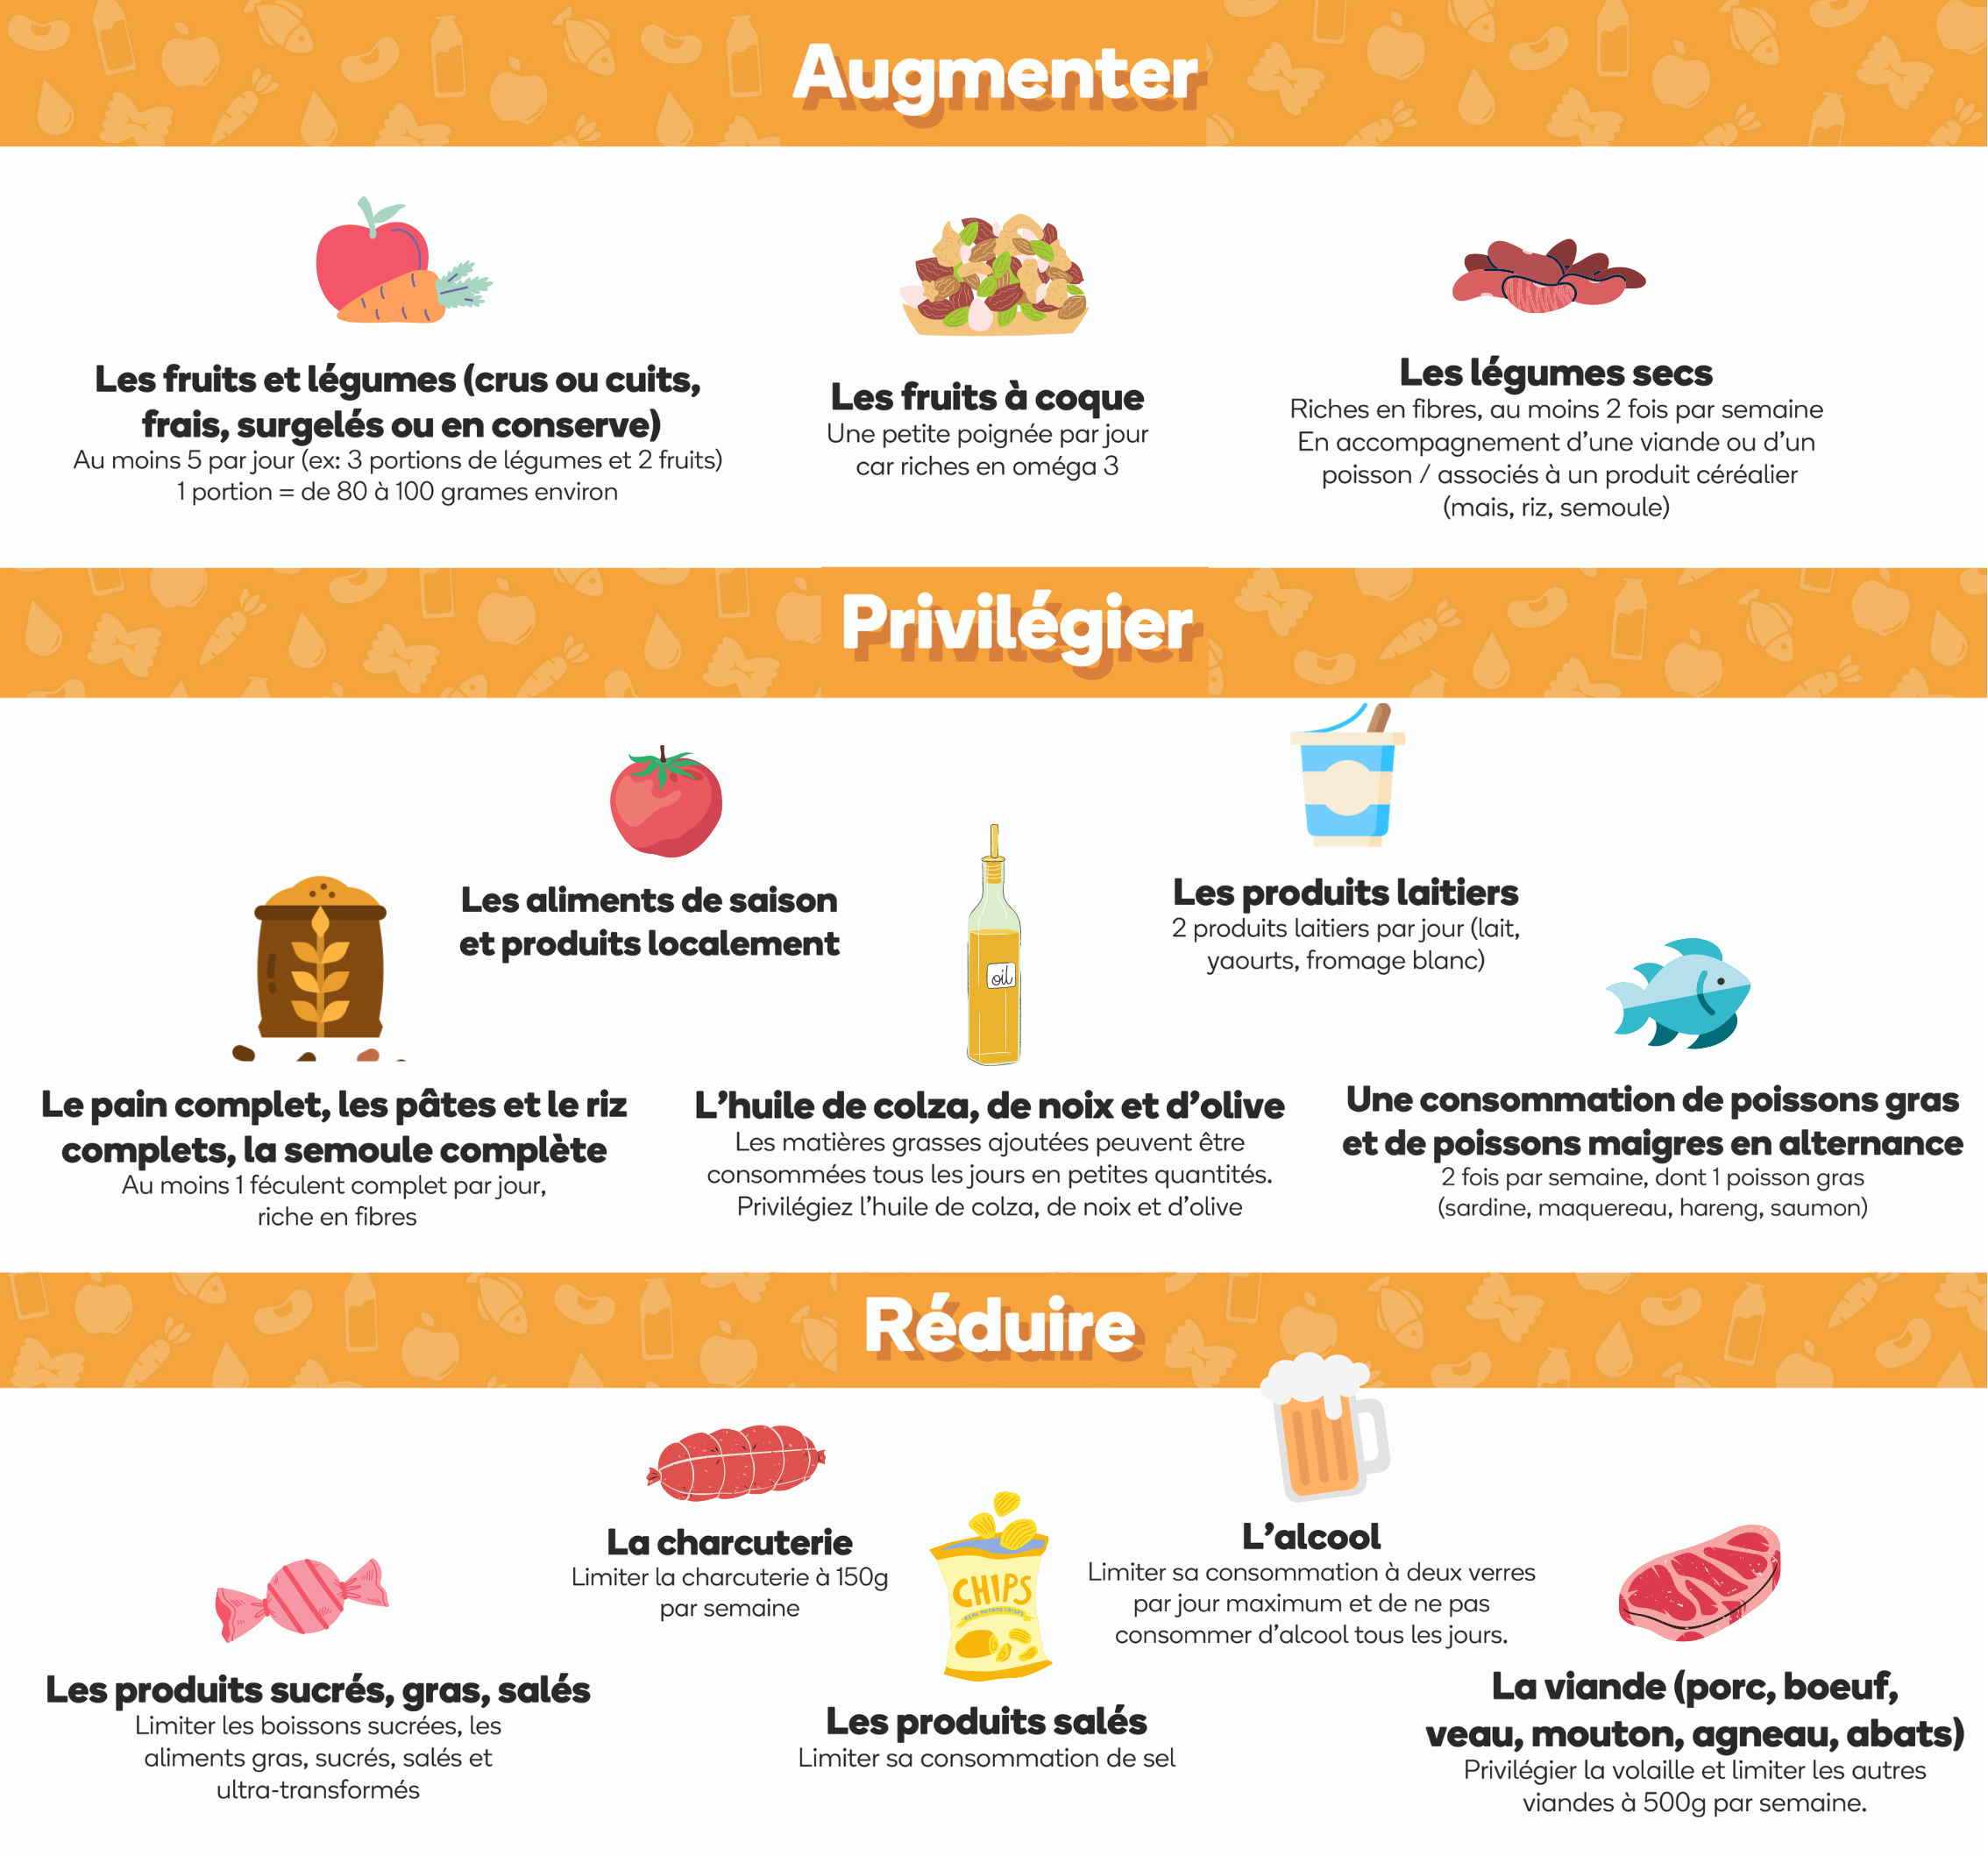 Augmenter
Les fruits et légumes (crus ou cuits,
frais, surgelés ou en conserve)
Au moins 5 par jour (ex: 3 portions de légumes et 2 fruits)
1 portion = de 80 à 100 grames environ
Les fruits à coque
Une petite poignée par jour
car riches en oméga 3
Les légumes secs
Riches en fibres, au moins 2 fois par semaine
En accompagnement d'une viande ou d'un
poisson / associés à un produit céréalier
(mais, riz, semoule)
Privilégier
Le pain complet, les pâtes et le riz
complets, la semoule complète
Au moins 1 féculent complet par jour,
riche en fibres
Les aliments de saison
et produits localement
oil
L'huile de colza, de noix et d'olive
Les matières grasses ajoutées peuvent être
consommées tous les jours en petites quantités.
Privilégiez l'huile de colza, de noix et d'olive
Les produits laitiers
2 produits laitiers par jour (lait,
yaourts, fromage blanc)
Une consommation de poissons gras
et de poissons maigres en alternance
2 fois par semaine, dont 1 poisson gras
(sardine, maquereau, hareng, saumon)
Réduire
Les produits sucrés, gras, salés
Limiter les boissons sucrées, les
aliments gras, sucrés, salés et
ultra-transformés
La charcuterie
Limiter la charcuterie à 150g
par semaine
CHIPS
REAL POTATO CRISPS
Les produits salés
Limiter sa consommation de sel
L'alcool
Limiter sa consommation à deux verres
par jour maximum et de ne pas
consommer d'alcool tous les jours.
La viande (porc, boeuf,
veau, mouton, agneau, abats)
Privilégier la volaille et limiter les autres
viandes à 500g par semaine.